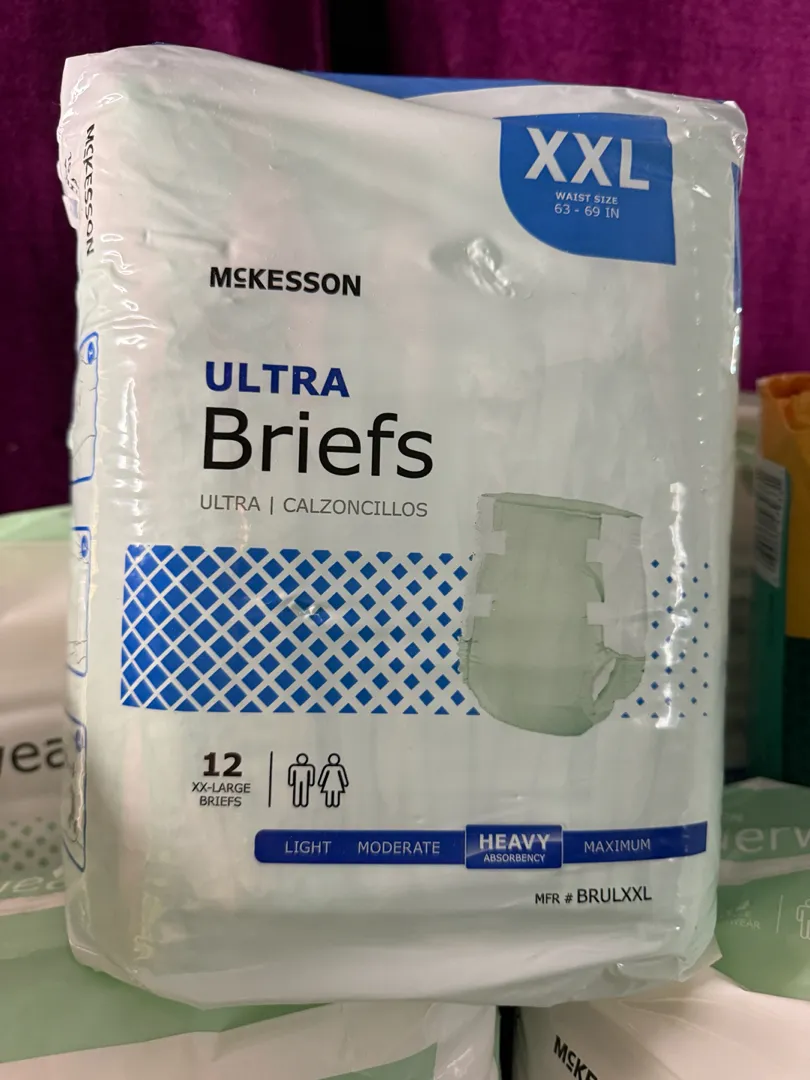 XXL
WAIST SIZE
63 - 69 IN
McKESSON
McKESSON
ULTRA
Briefs
ULTRA | CALZONCILLOS
12
XX-LARGE
BRIEFS
LIGHT MODERATE HEAVY MAXIMUM
ABSORBENCY
MFR # BRULXXL